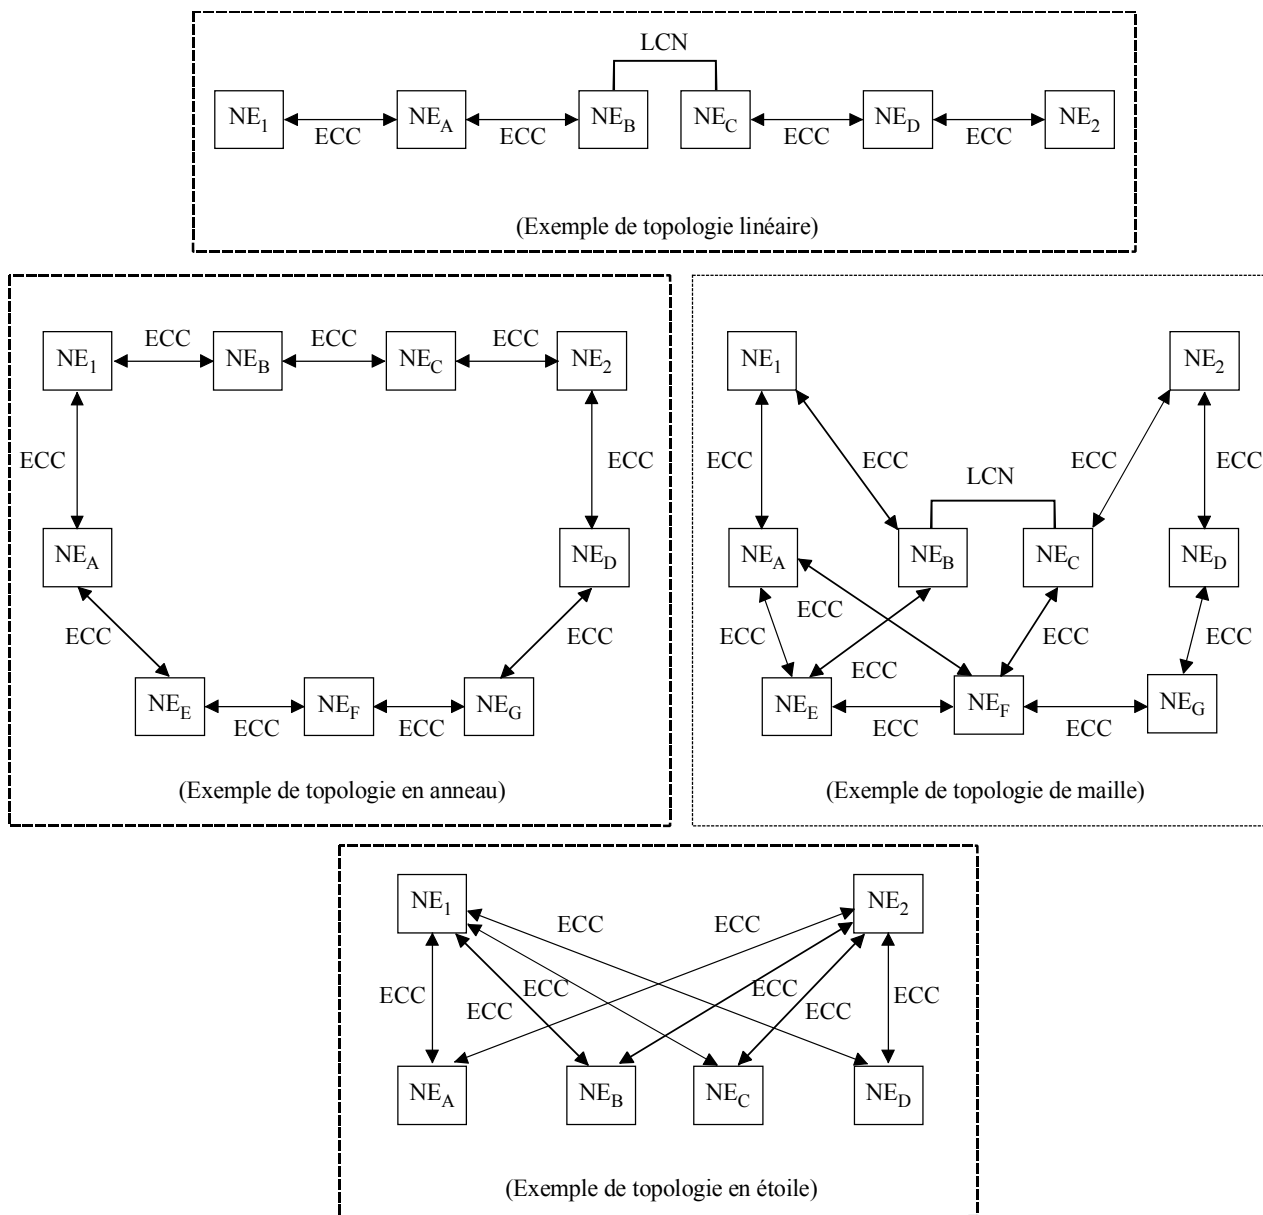 LCN
NE1 NEA NEB NEC NED NE2
ECC ECC ECC ECC
(Exemple de topologie linéaire)
ECC ECC ECC
NE1 NEB NEC NE2
ECC ECC
NEA NED
ECC ECC
NEE NEF NEG
ECC ECC
(Exemple de topologie en anneau)
NE1 NE2
ECC ECC ECC ECC
LCN
NEA NEB NEC NED
ECC
ECC ECC ECC
ECC
NEE NEF NEG
ECC ECC
(Exemple de topologie de maille)
NE1 NE2
ECC ECC
ECC ECC ECC ECC
ECC ECC
NEA NEB NEC NED
(Exemple de topologie en étoile)